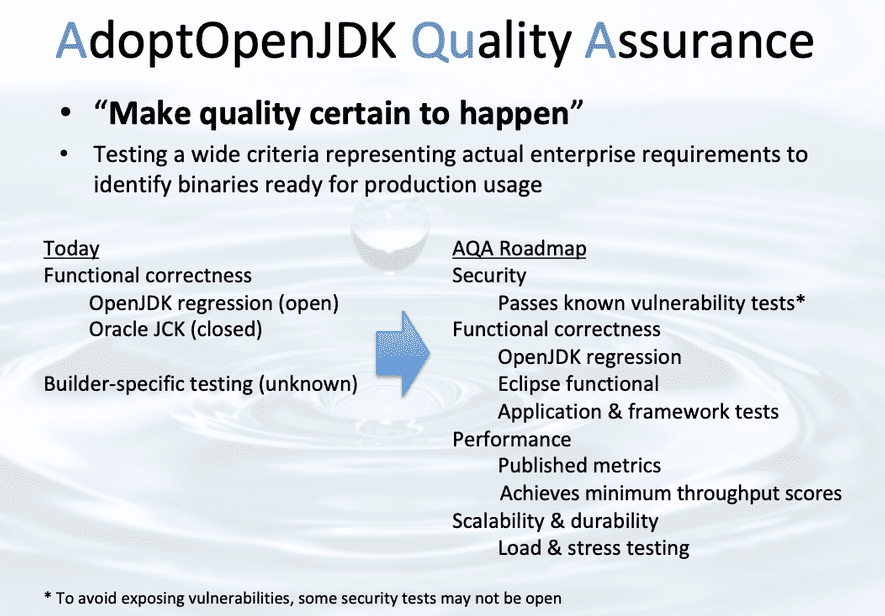 AdoptOpenJDK Quality Assurance
• “Make quality certain to happen”
• Testing a wide criteria representing actual enterprise requirements to
identify binaries ready for production usage
Today
Functional correctness
OpenJDK regression (open)
Oracle JCK (closed)
Builder-specific testing (unknown)
AQA Roadmap
Security
Passes known vulnerability tests*
Functional correctness
OpenJDK regression
Eclipse functional
Application & framework tests
Performance
Published metrics
Achieves minimum throughput scores
Scalability & durability
Load & stress testing
* To avoid exposing vulnerabilities, some security tests may not be open